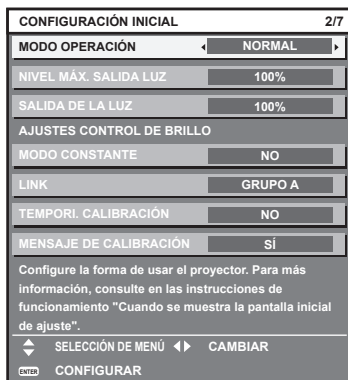 CONFIGURACIÓN INICIAL 2/7
MODO OPERACIÓN NORMAL
NIVEL MÁX. SALIDA LUZ 100%
SALIDA DE LA LUZ 100%
AJUSTES CONTROL DE BRILLO
MODO CONSTANTE NO
LINK GRUPO A
TEMPORI. CALIBRACIÓN NO
MENSAJE DE CALIBRACIÓN SÍ
Configure la forma de usar el proyector. Para más
información, consulte en las instrucciones de
funcionamiento "Cuando se muestra la pantalla inicial
de ajuste".
SELECCIÓN DE MENÚ CAMBIAR
ENTER CONFIGURAR